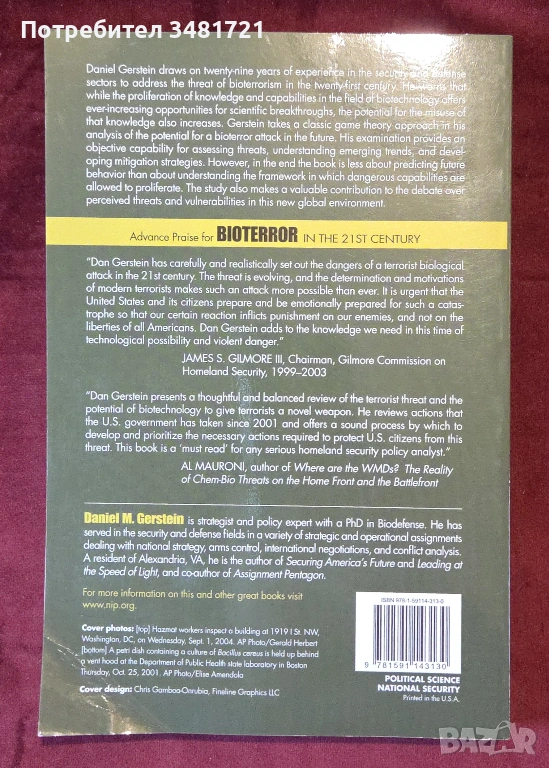 Потребител 3481721
Daniel Gerstein draws on twenty-nine years of experience in the security and defense
sectors to address the threat of bioterrorism in the twenty-first century. He warns that
while the proliferation of knowledge and capabilities in the field of biotechnology offers
ever-increasing opportunities for scientific breakthroughs, the potential for the misuse of
that knowledge also increases. Gerstein takes a classic game theory approach in his
analysis of the potential for a bioterror attack in the future. His examination provides an
objective capability for assessing threats, understanding emerging trends, and devel-
oping mitigation strategies. However, in the end the book is less about predicting future
behavior than about understanding the framework in which dangerous capabilities are
allowed to proliferate. The study also makes a valuable contribution to the debate over
perceived threats and vulnerabilities in this new global environment.
Advance Praise for BIOTERROR IN THE 21ST CENTURY
"Dan Gerstein has carefully and realistically set out the dangers of a terrorist biological
attack in the 21st century. The threat is evolving, and the determination and motivations
of modern terrorists makes such an attack more possible than ever. It is urgent that the
United States and its citizens prepare and be emotionally prepared for such a catas-
trophe so that our certain reaction inflicts punishment on our enemies, and not on the
liberties of all Americans. Dan Gerstein adds to the knowledge we need in this time of
technological possibility and violent danger."
JAMES S. GILMORE III, Chairman, Gilmore Commission on
Homeland Security, 1999–2003
"Dan Gerstein presents a thoughtful and balanced review of the terrorist threat and the
potential of biotechnology to give terrorists a novel weapon. He reviews actions that
the U.S. government has taken since 2001 and offers a sound process by which to
develop and prioritize the necessary actions required to protect U.S. citizens from this
threat. This book is a 'must read' for any serious homeland security policy analyst."
AL MAURONI, author of Where are the WMDs? The Reality
of Chem-Bio Threats on the Home Front and the Battlefront
Daniel M. Gerstein is strategist and policy expert with a PhD in Biodefense. He has
served in the security and defense fields in a variety of strategic and operational assignments
dealing with national strategy, arms control, international negotiations, and conflict analysis.
A resident of Alexandria, VA, he is the author of Securing America's Future and Leading at
the Speed of Light, and co-author of Assignment Pentagon.
For more information on this and other great books visit
www.nip.org.
Cover photos: [top] Hazmat workers inspect a building at 1919 I St. NW,
Washington, DC, on Wednesday, Sept. 1, 2004. AP Photo/Gerald Herbert
[bottom] A petri dish containing a culture of Bacillus cereus is held up behind
a vent hood at the Department of Public Health state laboratory in Boston
Thursday, Oct. 25, 2001. AP Photo/Elise Amendola
Cover design: Chris Gamboa-Onrubia, Fineline Graphics LLC
ISBN 978-1-59114-313-0
9 781591 143130
POLITICAL SCIENCE
NATIONAL SECURITY
Printed in the U.S.A.
BAZAR